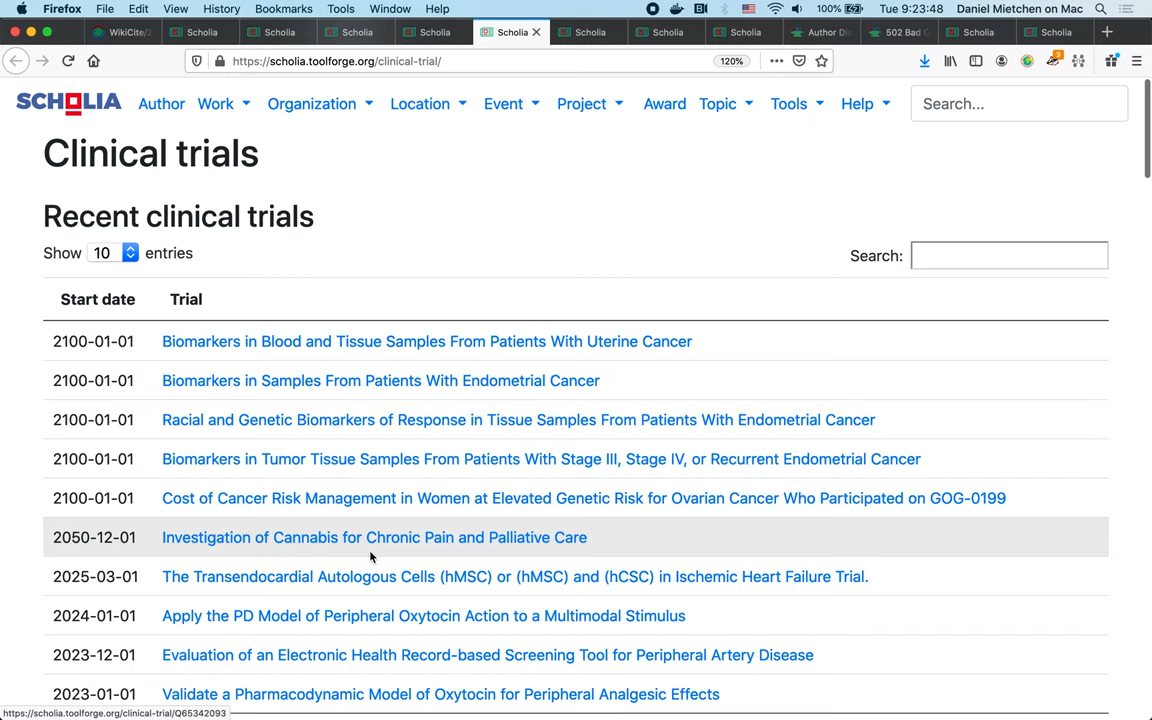 Firefox File Edit View History Bookmarks Tools Window Help 100% Tue 9:23:48 Daniel Mietchen on Mac
WikiCite/2 Scholia Scholia Scholia Scholia Scholia Scholia Scholia Scholia Author Di 502 Bad G Scholia Scholia
https://scholia.toolforge.org/clinical-trial/ 120% 3
SCHOLIA Author Work Organization Location Event Project Award Topic Tools Help Search...
Clinical trials
Recent clinical trials
Show 10 entries Search:
Start date Trial
2100-01-01 Biomarkers in Blood and Tissue Samples From Patients With Uterine Cancer
2100-01-01 Biomarkers in Samples From Patients With Endometrial Cancer
2100-01-01 Racial and Genetic Biomarkers of Response in Tissue Samples From Patients With Endometrial Cancer
2100-01-01 Biomarkers in Tumor Tissue Samples From Patients With Stage III, Stage IV, or Recurrent Endometrial Cancer
2100-01-01 Cost of Cancer Risk Management in Women at Elevated Genetic Risk for Ovarian Cancer Who Participated on GOG-0199
2050-12-01 Investigation of Cannabis for Chronic Pain and Palliative Care
2025-03-01 The Transendocardial Autologous Cells (hMSC) or (hMSC) and (hCSC) in Ischemic Heart Failure Trial.
2024-01-01 Apply the PD Model of Peripheral Oxytocin Action to a Multimodal Stimulus
2023-12-01 Evaluation of an Electronic Health Record-based Screening Tool for Peripheral Artery Disease
2023-01-01 Validate a Pharmacodynamic Model of Oxytocin for Peripheral Analgesic Effects
https://scholia.toolforge.org/clinical-trial/Q65342093